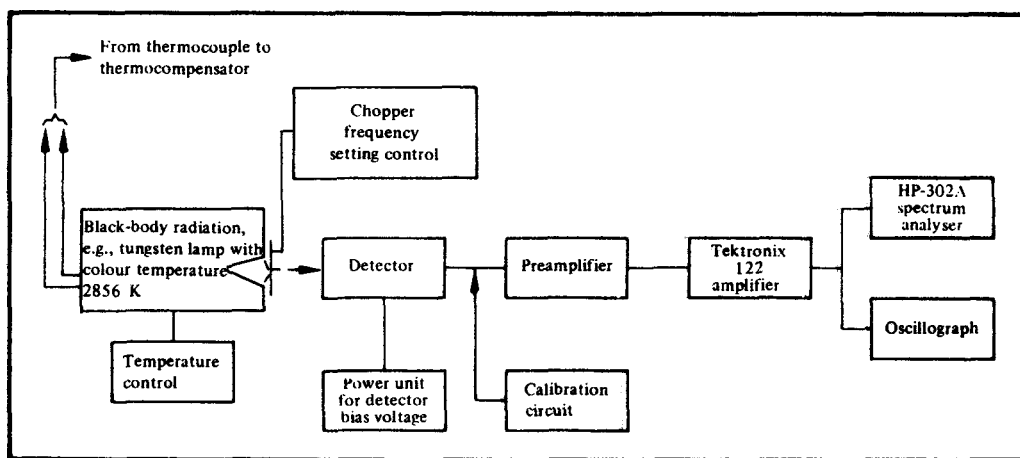 From thermocouple to
thermocompensator
Chopper
frequency
setting control
Black-body radiation,
e.g., tungsten lamp with
colour temperature
2856 K
Temperature
control
Detector
Power unit
for detector
bias voltage
Preamplifier
Calibration
circuit
Tektronix
122
amplifier
HP-302A
spectrum
analyser
Oscillograph